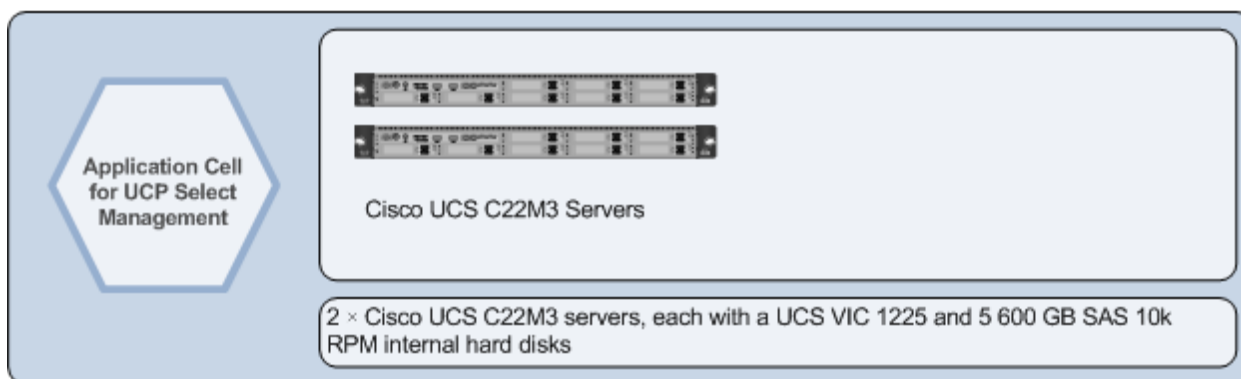 Application Cell
for UCP Select
Management
Cisco UCS C22M3 Servers
2 × Cisco UCS C22M3 servers, each with a UCS VIC 1225 and 5 600 GB SAS 10k
RPM internal hard disks